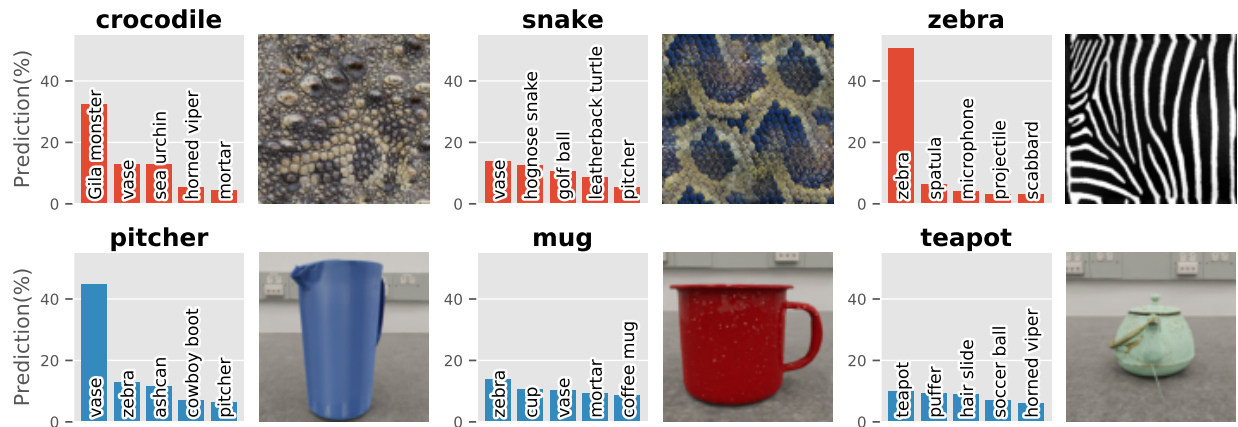 crocodile
snake
zebra
Prediction(%)
40
20
0
Gila monster
vase
sea urchin
horned viper
mortar
40
20
0
vase
hognose snake
golf ball
leatherback turtle
pitcher
40
20
0
zebra
spatula
microphone
projectile
scabbard
pitcher
mug
teapot
Prediction(%)
40
20
0
vase
zebra
ashcan
cowboy boot
pitcher
40
20
0
zebra
cup
vase
mortar
coffee mug
40
20
0
teapot
puffer
hair slide
soccer ball
horned viper